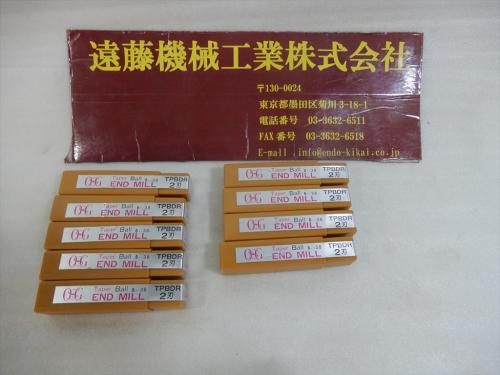 遠藤機械工業株式会社
〒130-0024
東京都墨田区菊川3-18-1
電話番号 03-3632-6511
FAX番号 03-3632-6518
E-mall info@endo-kikai.co.jp
OSG Taper Ball END MILL TPBDR 2刃
OSG Taper Ball END MILL TPBDR 2刃
OSG Taper Ball END MILL TPBDR 2刃
OSG Taper Ball END MILL TPBDR 2刃
OSG Taper Ball END MILL TPBDR 2刃
OSG Taper Ball END MILL TPBDR 2刃
OSG Taper Ball END MILL TPBDR 2刃
OSG Taper Ball END MILL TPBDR 2刃
OSG Taper Ball END MILL TPBDR 2刃